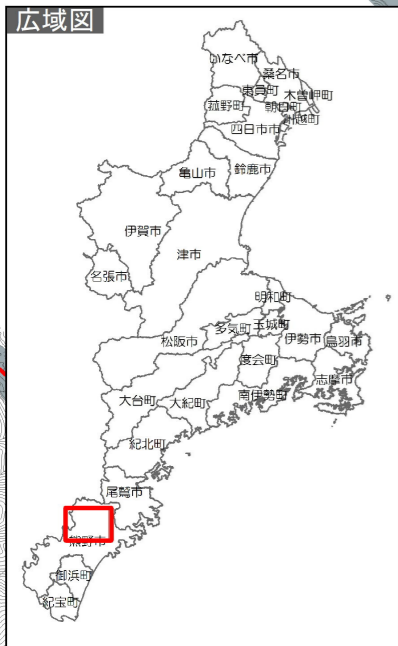 広域図
いなべ市
桑名市
東員町
木曽岬町
朝日町
川越町
菰野町
四日市市
鈴鹿市
亀山市
伊賀市
津市
名張市
明和町
玉城町
多気町
松阪市
伊勢市
鳥羽市
度会町
志摩市
南伊勢町
大台町
大紀町
紀北町
尾鷲市
熊野市
御浜町
紀宝町